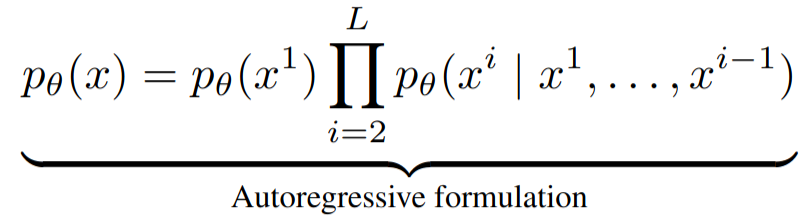 p_θ(x) = p_θ(x^1) ∏_{i=2}^{L} p_θ(x^i | x^1, . . . , x^{i−1})
Autoregressive formulation